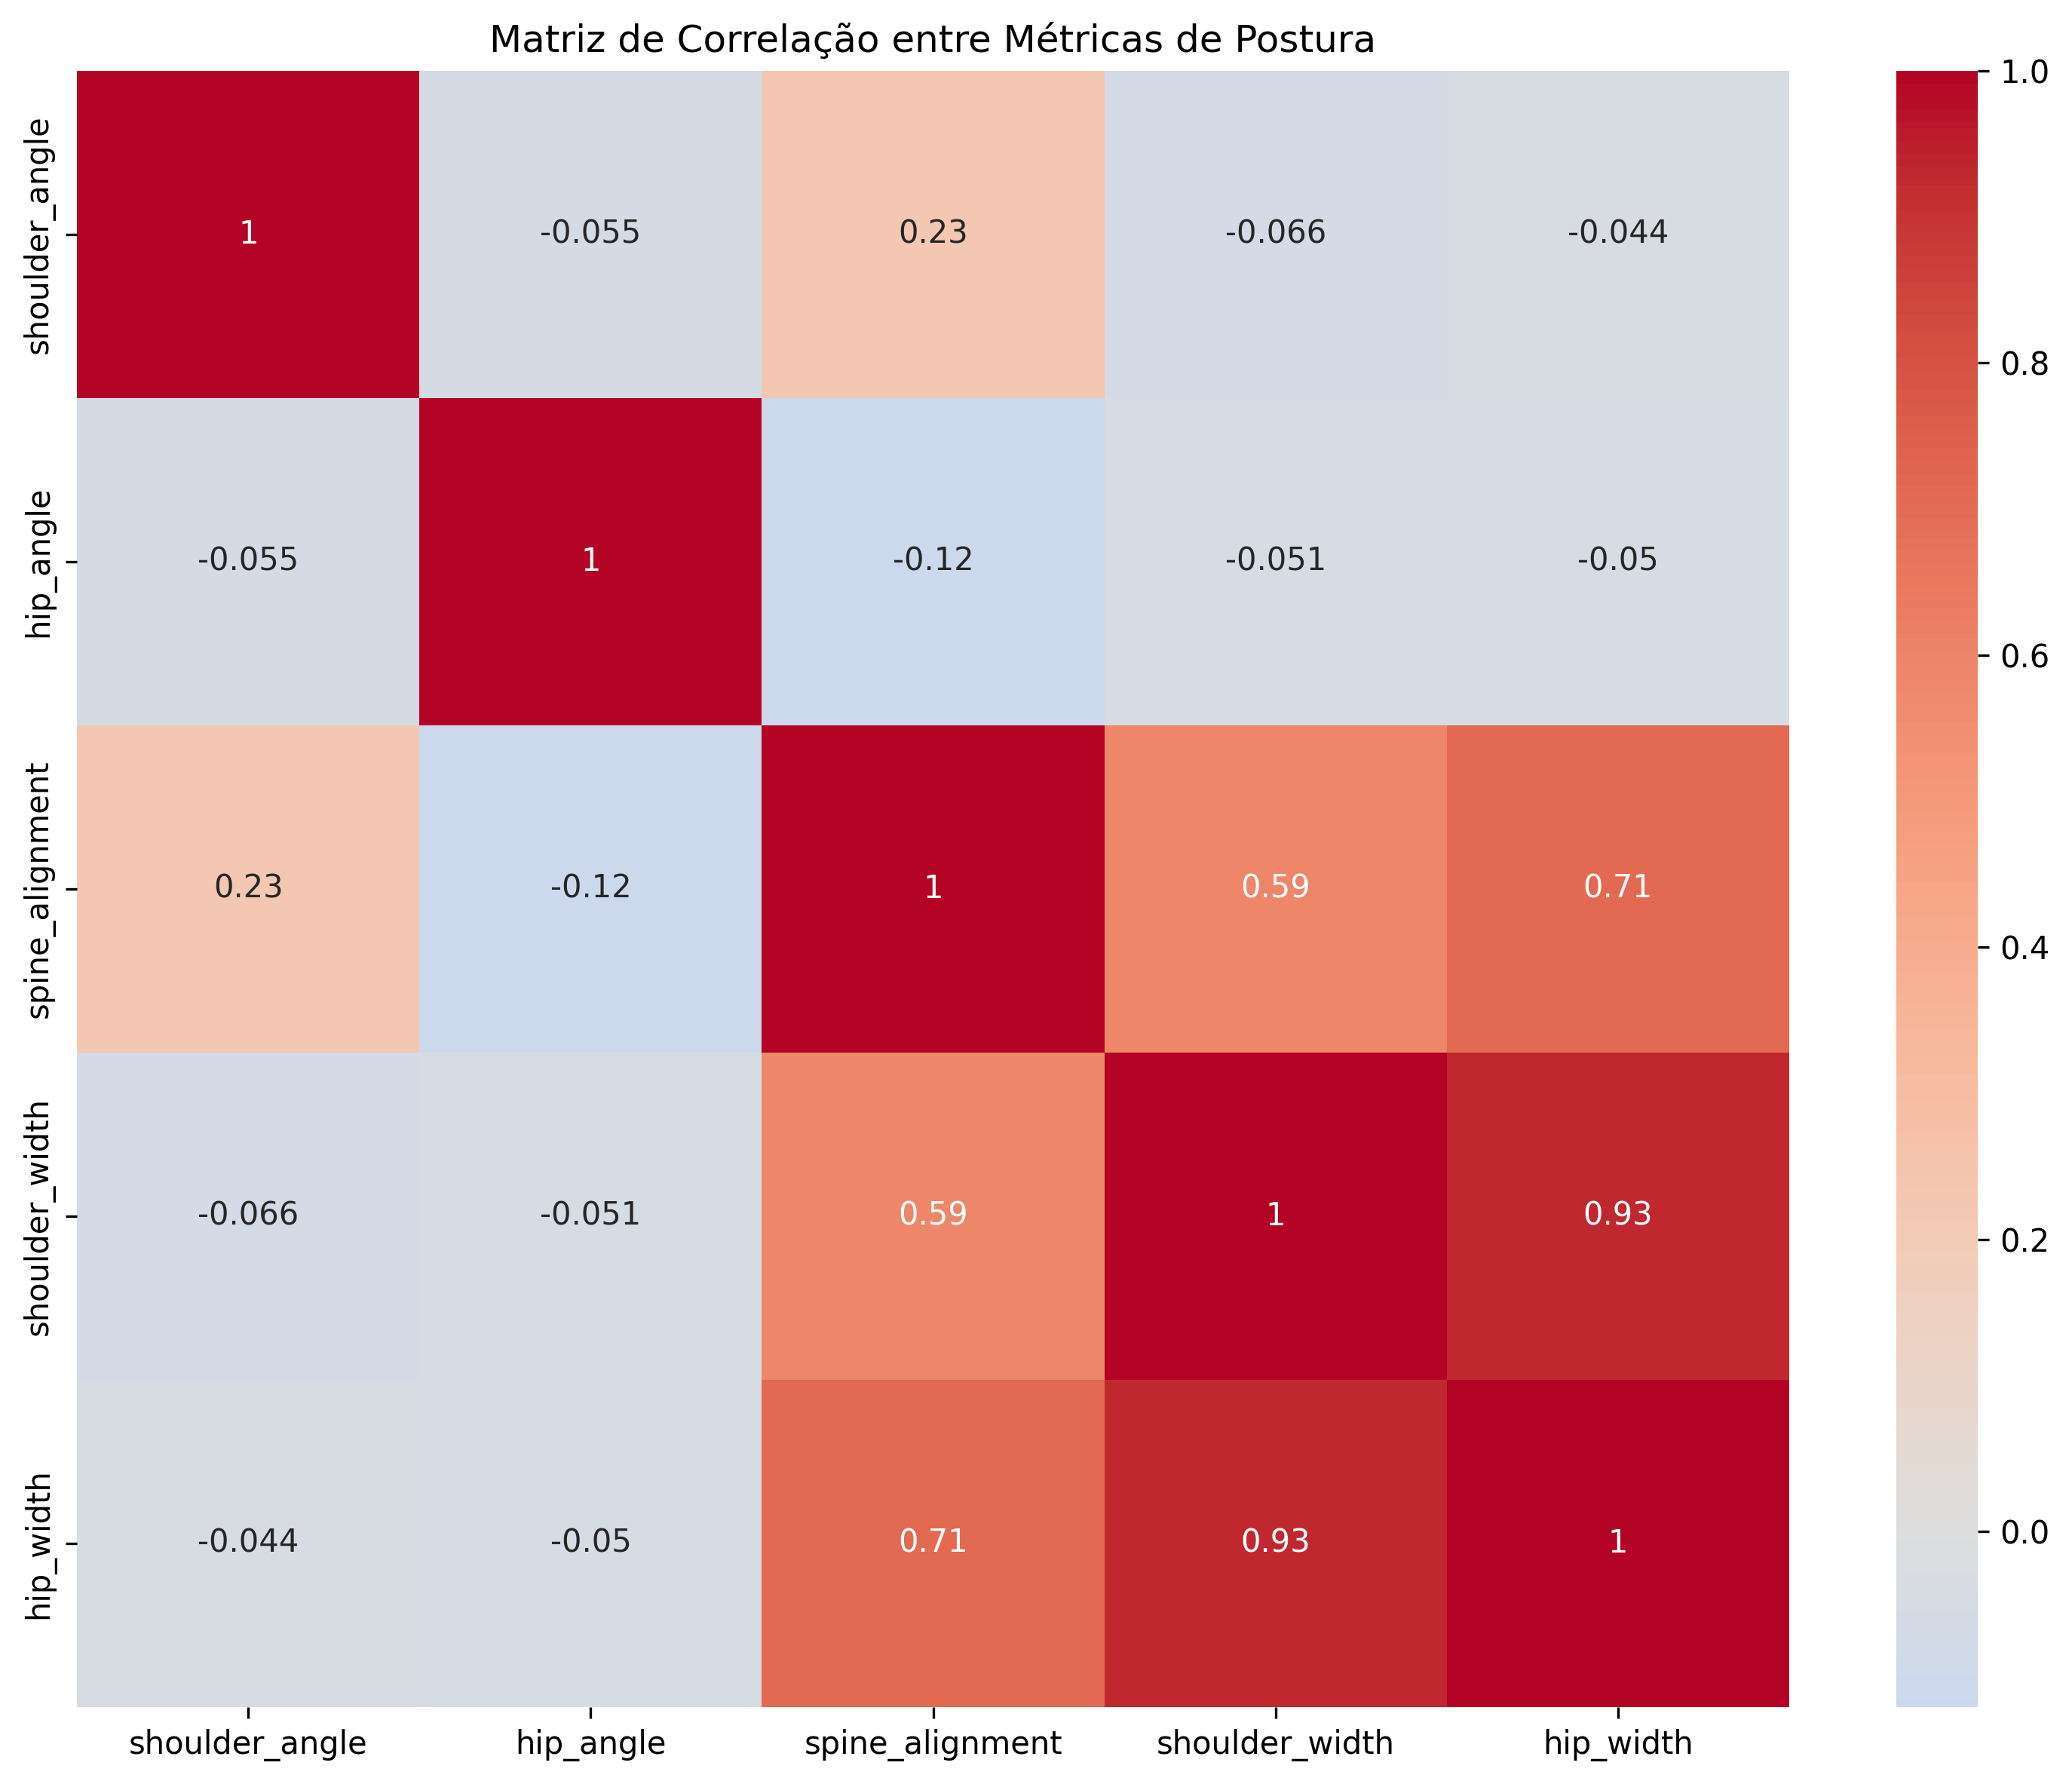 Matriz de Correlação entre Métricas de Postura
shoulder_angle
1
-0.055
0.23
-0.066
-0.044
hip_angle
-0.055
1
-0.12
-0.051
-0.05
spine_alignment
0.23
-0.12
1
0.59
0.71
shoulder_width
-0.066
-0.051
0.59
1
0.93
hip_width
-0.044
-0.05
0.71
0.93
1
shoulder_angle
hip_angle
spine_alignment
shoulder_width
hip_width
1.0
0.8
0.6
0.4
0.2
0.0